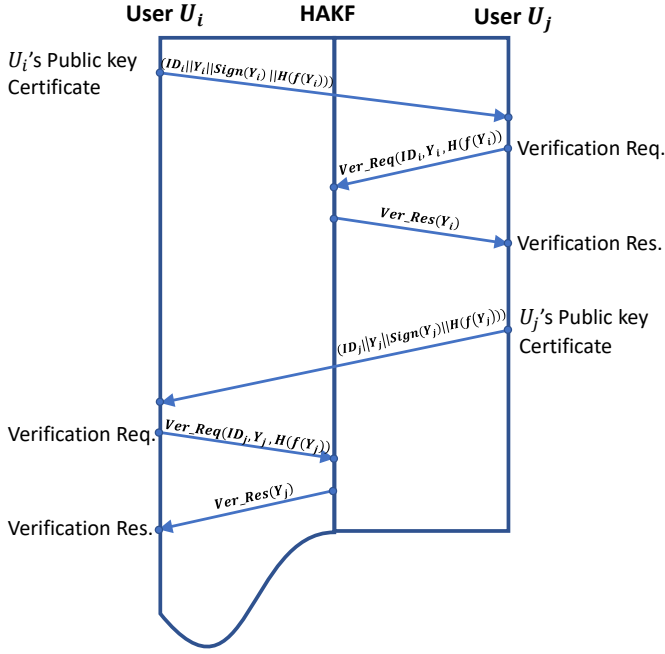 User U_i HAKF User U_j
U_i's Public key
Certificate
(ID_i||Y_i||Sign(Y_i) ||H(f(Y_i)))
Ver_Req(ID_i, Y_i, H(f(Y_i))
Verification Req.
Ver_Res(Y_i)
Verification Res.
U_j's Public key
Certificate
(ID_j||Y_j||Sign(Y_j)||H(f(Y_j)))
Verification Req.
Ver_Req(ID_j, Y_j, H(f(Y_j))
Ver_Res(Y_j)
Verification Res.